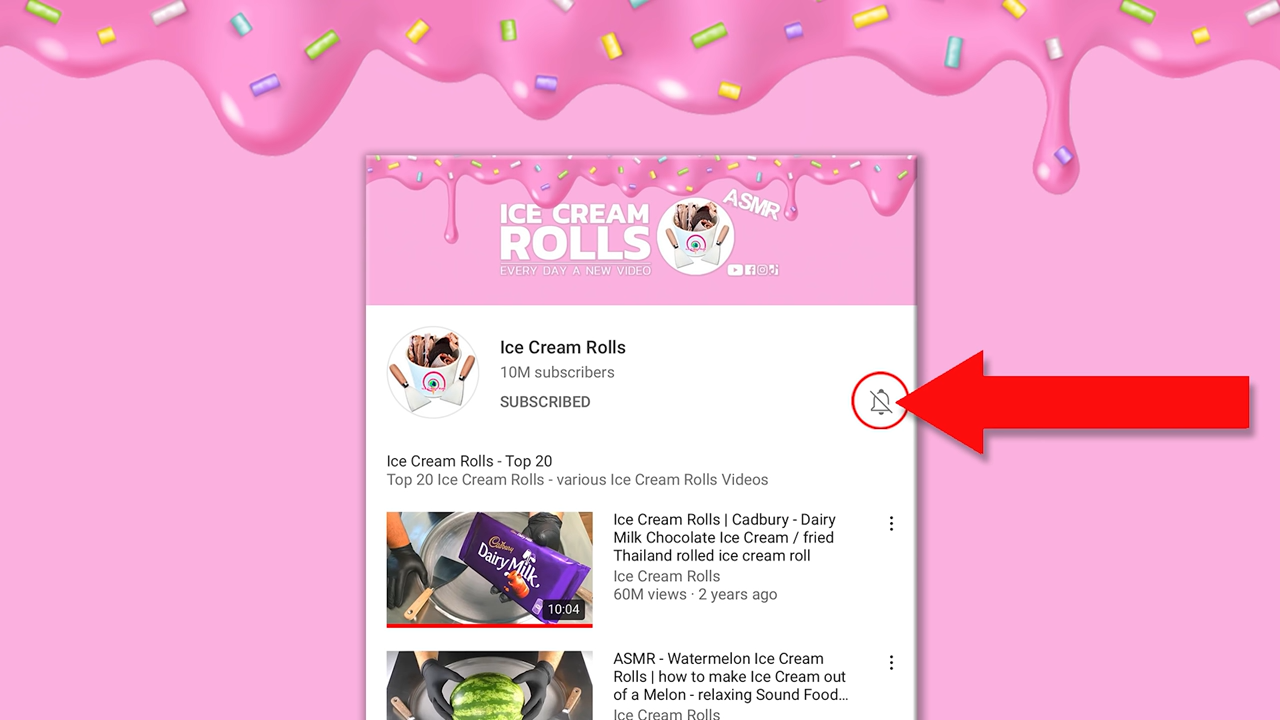 ICE CREAM
ROLLS
EVERY DAY A NEW VIDEO
ASMR
Ice Cream Rolls
10M subscribers
SUBSCRIBED
Ice Cream Rolls - Top 20
Top 20 Ice Cream Rolls - various Ice Cream Rolls Videos
Cadbury
Dairy Milk
10:04
Ice Cream Rolls | Cadbury - Dairy
Milk Chocolate Ice Cream / fried
Thailand rolled ice cream roll
Ice Cream Rolls
60M views · 2 years ago
ASMR - Watermelon Ice Cream
Rolls | how to make Ice Cream out
of a Melon - relaxing Sound Food…
Ice Cream Rolls